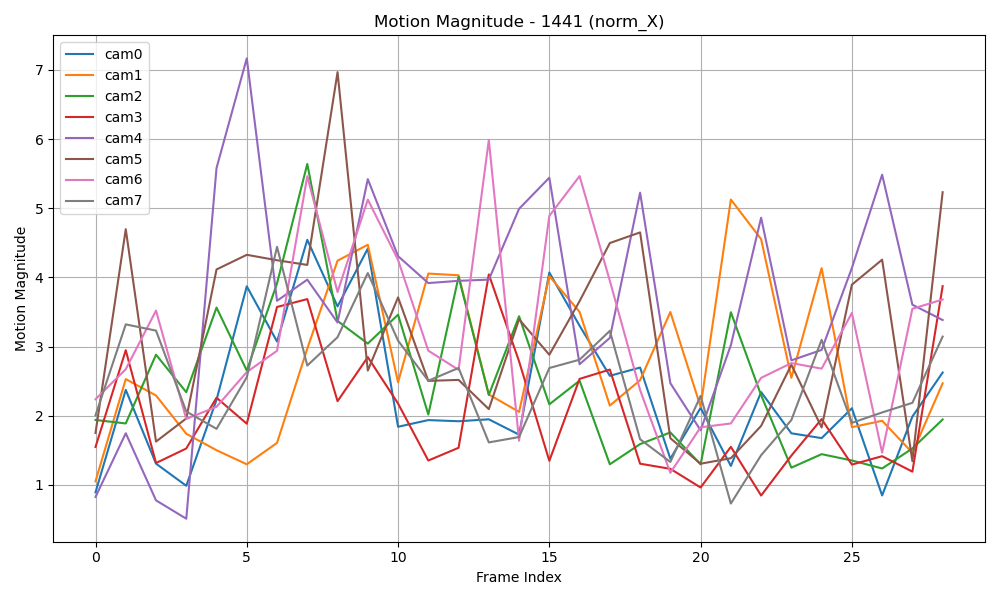 Motion Magnitude - 1441 (norm_X)
cam0
cam1
cam2
cam3
cam4
cam5
cam6
cam7
Motion Magnitude
7
6
5
4
3
2
1
0 5 10 15 20 25
Frame Index